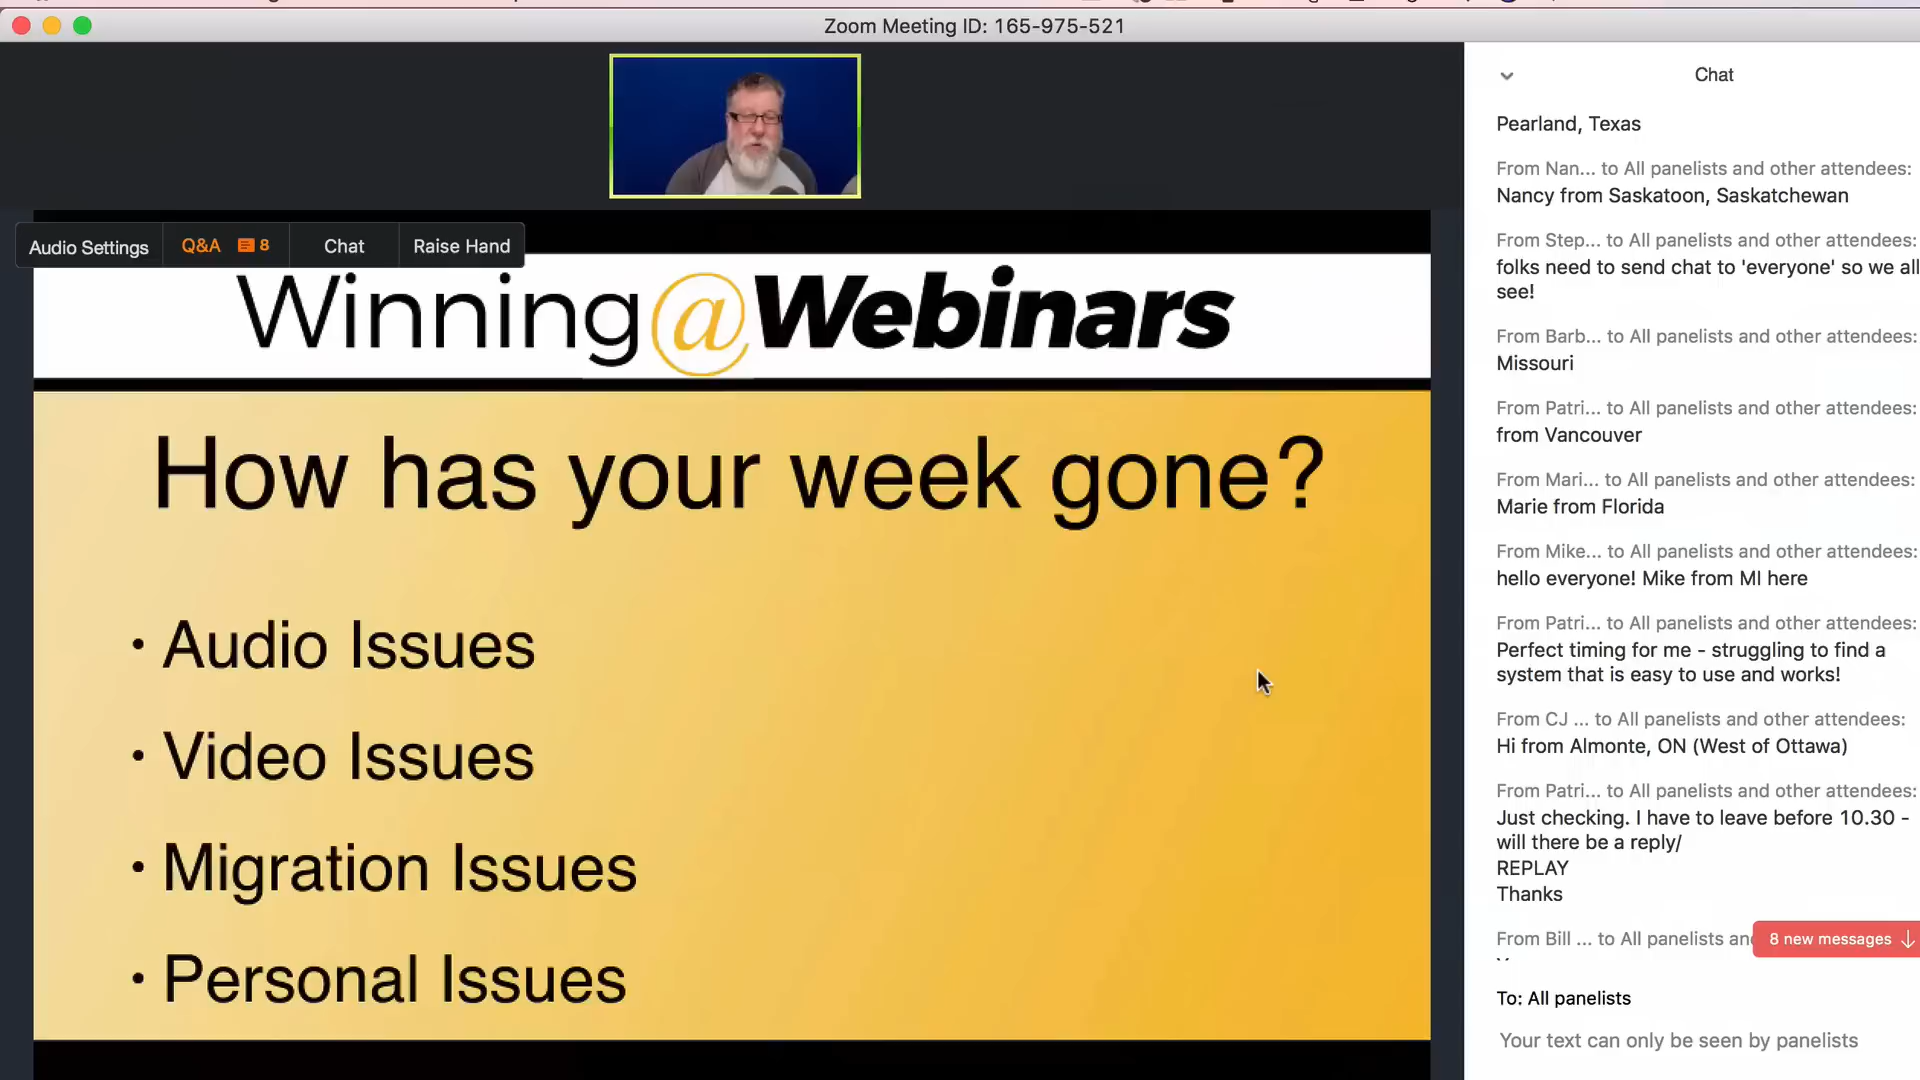 Zoom Meeting ID: 165-975-521
Audio Settings
Q&A 8
Chat
Raise Hand
Winning@Webinars
How has your week gone?
• Audio Issues
• Video Issues
• Migration Issues
• Personal Issues
Chat
Pearland, Texas
From Nan... to All panelists and other attendees:
Nancy from Saskatoon, Saskatchewan
From Step... to All panelists and other attendees:
folks need to send chat to 'everyone' so we all
see!
From Barb... to All panelists and other attendees:
Missouri
From Patri... to All panelists and other attendees:
from Vancouver
From Mari... to All panelists and other attendees:
Marie from Florida
From Mike... to All panelists and other attendees:
hello everyone! Mike from MI here
From Patri... to All panelists and other attendees:
Perfect timing for me - struggling to find a
system that is easy to use and works!
From CJ ... to All panelists and other attendees:
Hi from Almonte, ON (West of Ottawa)
From Patri... to All panelists and other attendees:
Just checking. I have to leave before 10.30 -
will there be a reply/
REPLAY
Thanks
From Bill ... to All panelists
8 new messages
To: All panelists
Your text can only be seen by panelists